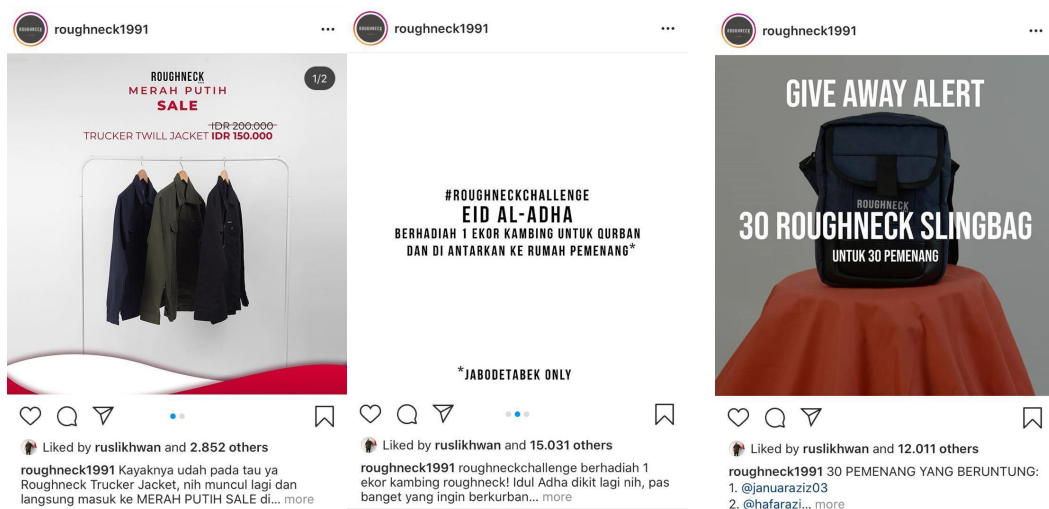 roughneck1991
1/2
ROUGHNECK
MERAH PUTIH
SALE
IDR 200.000
TRUCKER TWILL JACKET IDR 150.000
Liked by ruslikhwan and 2.852 others
roughneck1991 Kayaknya udah pada tau ya
Roughneck Trucker Jacket, nih muncul lagi dan
langsung masuk ke MERAH PUTIH SALE di... more
roughneck1991
#ROUGHNECKCHALLENGE
EID AL-ADHA
BERHADIAH 1 EKOR KAMBING UNTUK QURBAN
DAN DI ANTARKAN KE RUMAH PEMENANG*
*JABODETABEK ONLY
Liked by ruslikhwan and 15.031 others
roughneck1991 roughneckchallenge berhadiah 1
ekor kambing roughneck! Idul Adha dikit lagi nih, pas
banget yang ingin berkurban... more
roughneck1991
GIVE AWAY ALERT
ROUGHNECK
30 ROUGHNECK SLINGBAG
UNTUK 30 PEMENANG
Liked by ruslikhwan and 12.011 others
roughneck1991 30 PEMENANG YANG BERUNTUNG:
1. @januaraziz03
2. @hafarazi... more